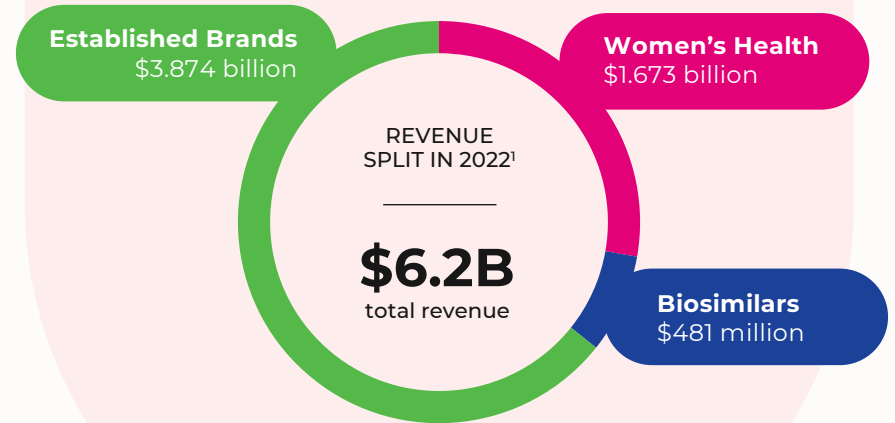 Established Brands
$3.874 billion
Women’s Health
$1.673 billion
REVENUE
SPLIT IN 2022¹
$6.2B
total revenue
Biosimilars
$481 million